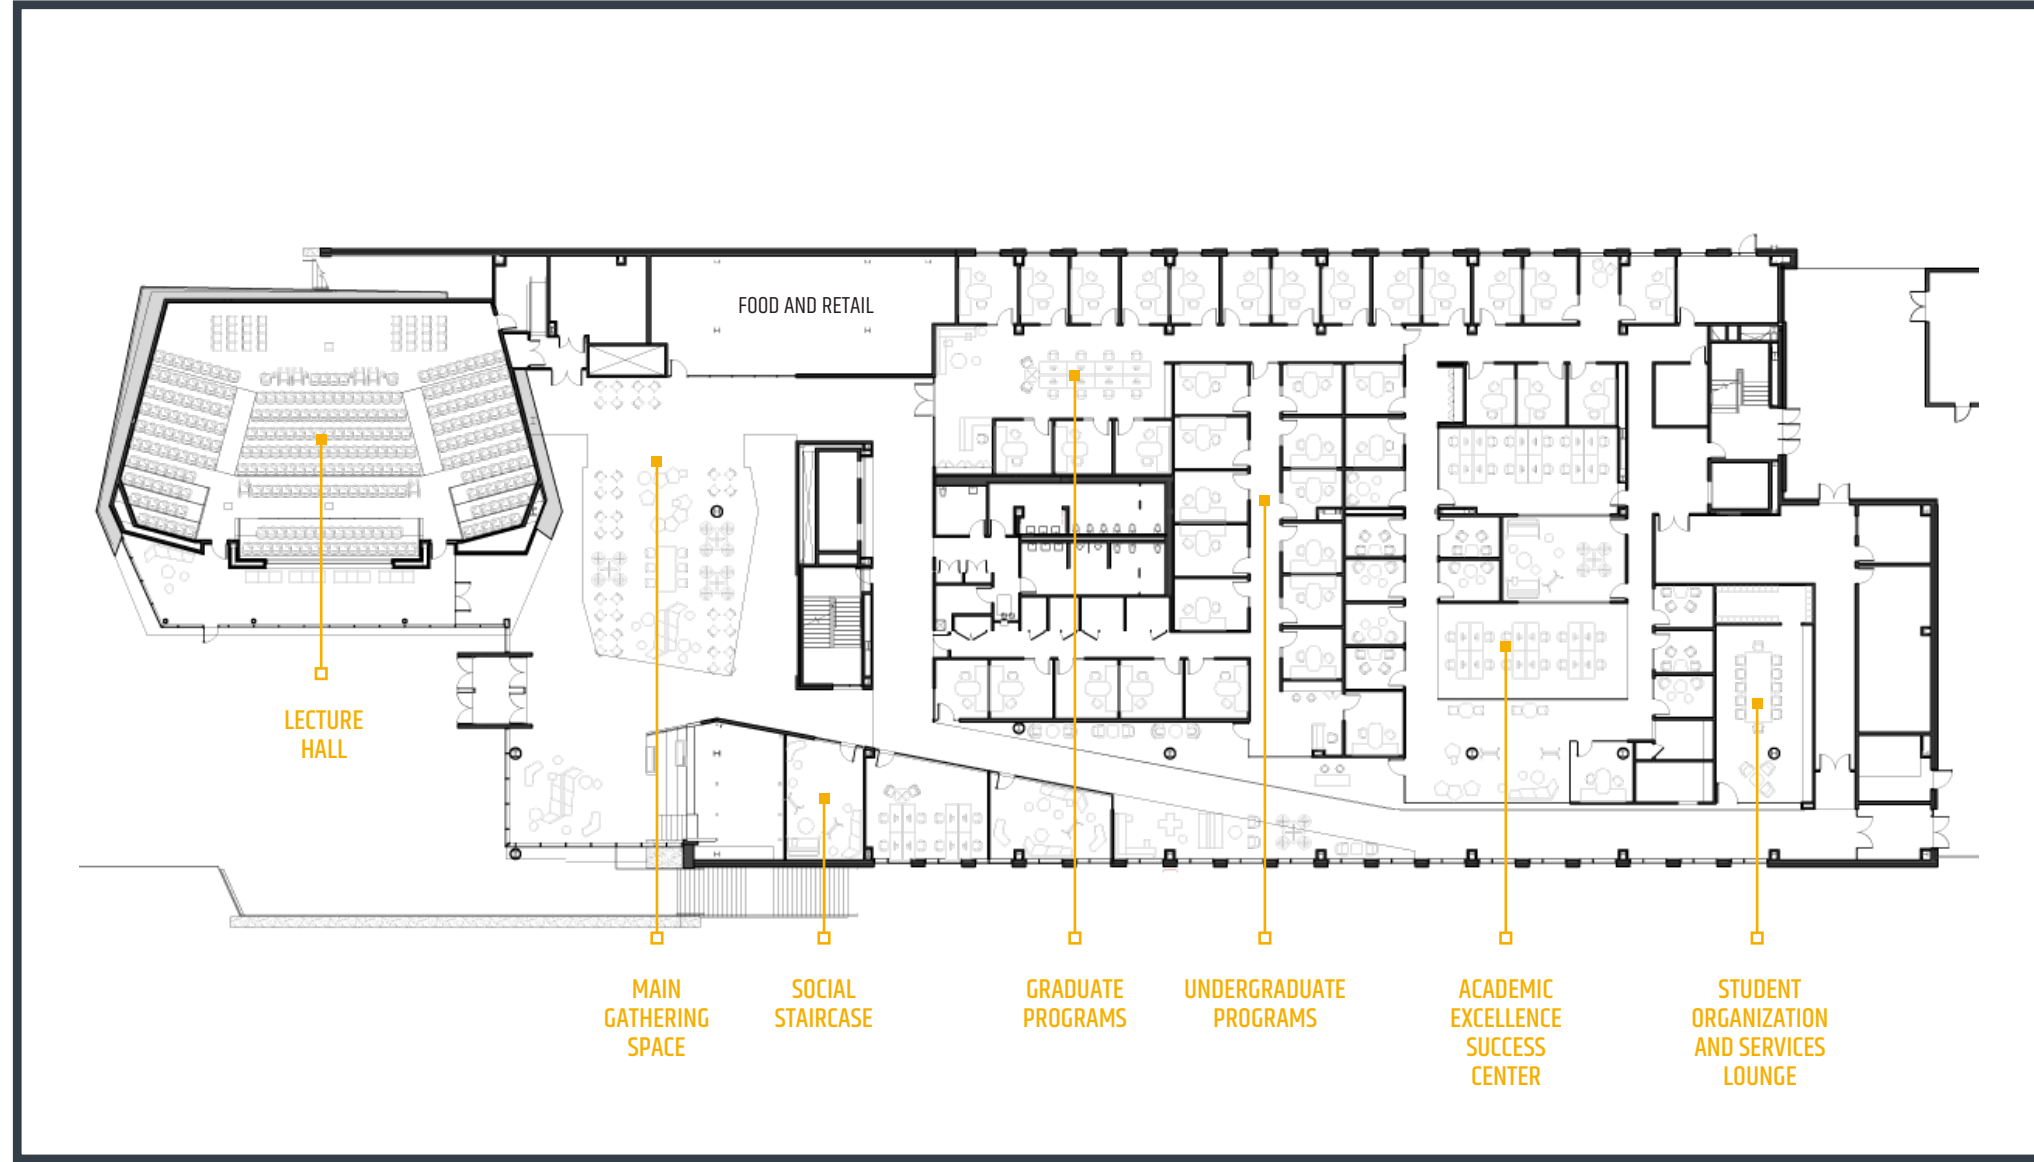 FOOD AND RETAIL
LECTURE
HALL
MAIN
GATHERING
SPACE
SOCIAL
STAIRCASE
GRADUATE
PROGRAMS
UNDERGRADUATE
PROGRAMS
ACADEMIC
EXCELLENCE
SUCCESS
CENTER
STUDENT
ORGANIZATION
AND SERVICES
LOUNGE